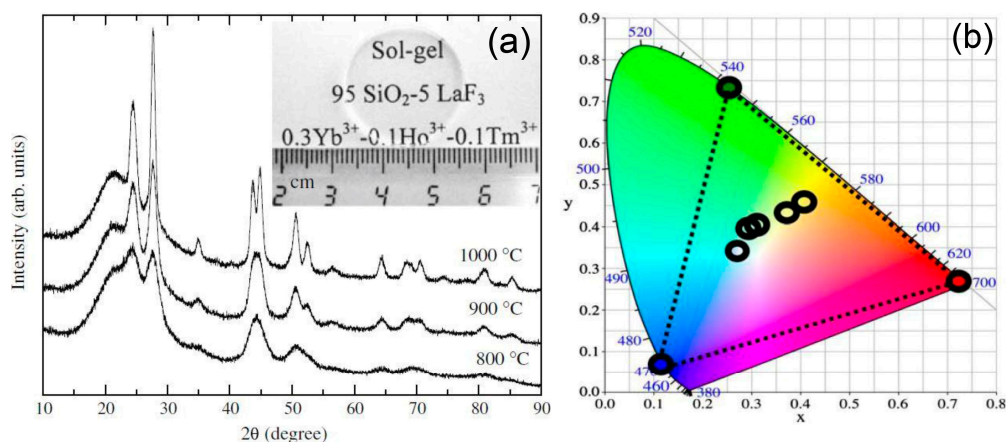 (a)
Sol-gel
95 SiO₂-5 LaF₃
0.3Yb³⁺-0.1Ho³⁺-0.1Tm³⁺
cm
2 3 4 5 6 7
1000 °C
900 °C
800 °C
Intensity (arb. units)
10 20 30 40 50 60 70 80 90
2θ (degree)
(b)
0.9
0.8
0.7
0.6
0.5
y
0.4
0.3
0.2
0.1
0.0
520
540
560
500
580
600
620
700
490
480
460
380
0.0 0.1 0.2 0.3 0.4 0.5 0.6 0.7 0.8
x